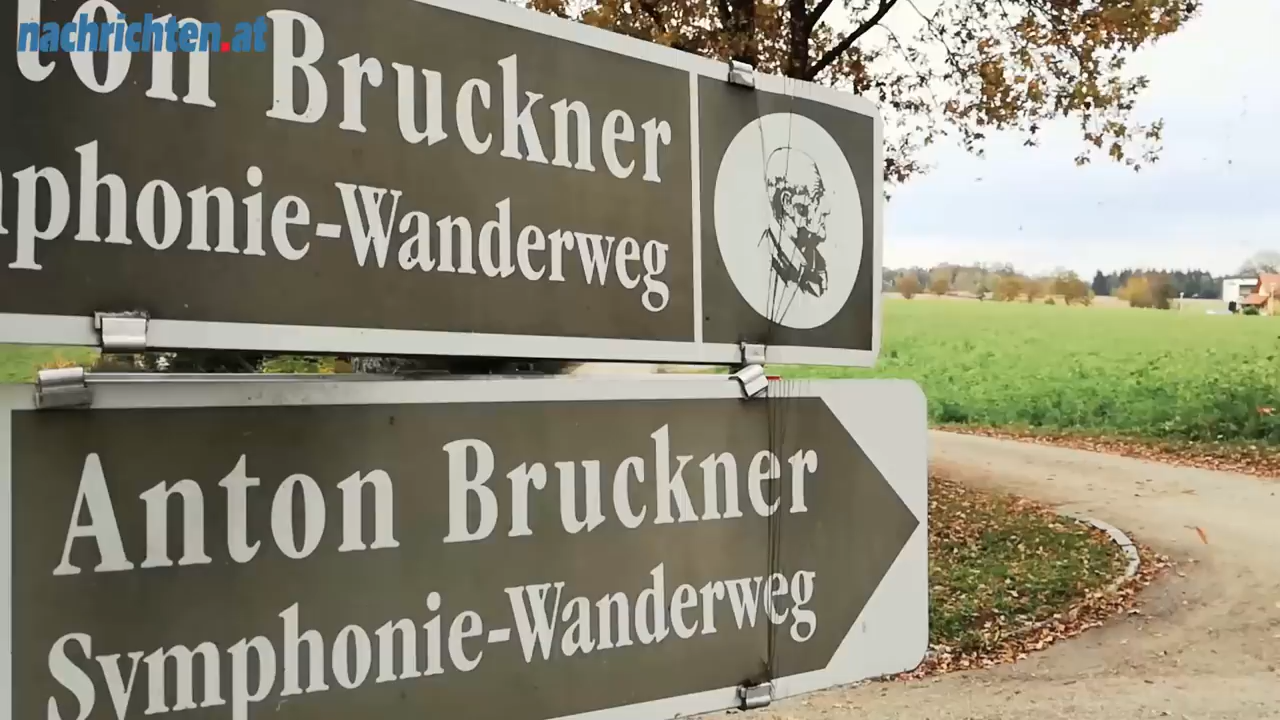 nachrichten.at
ton Bruckner
phonie-Wanderweg
Anton Bruckner
Symphonie-Wanderweg